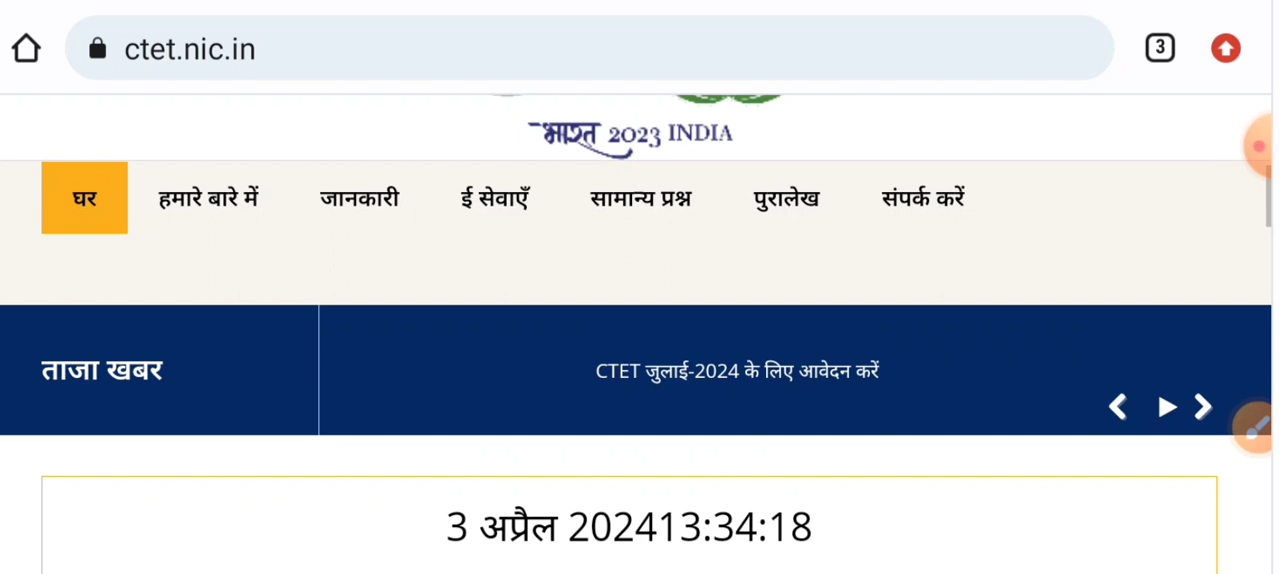 ctet.nic.in
3
भारत 2023 INDIA
घर हमारे बारे में जानकारी ई सेवाएँ सामान्य प्रश्न पुरालेख संपर्क करें
ताजा खबर
CTET जुलाई-2024 के लिए आवेदन करें
3 अप्रैल 202413:34:18